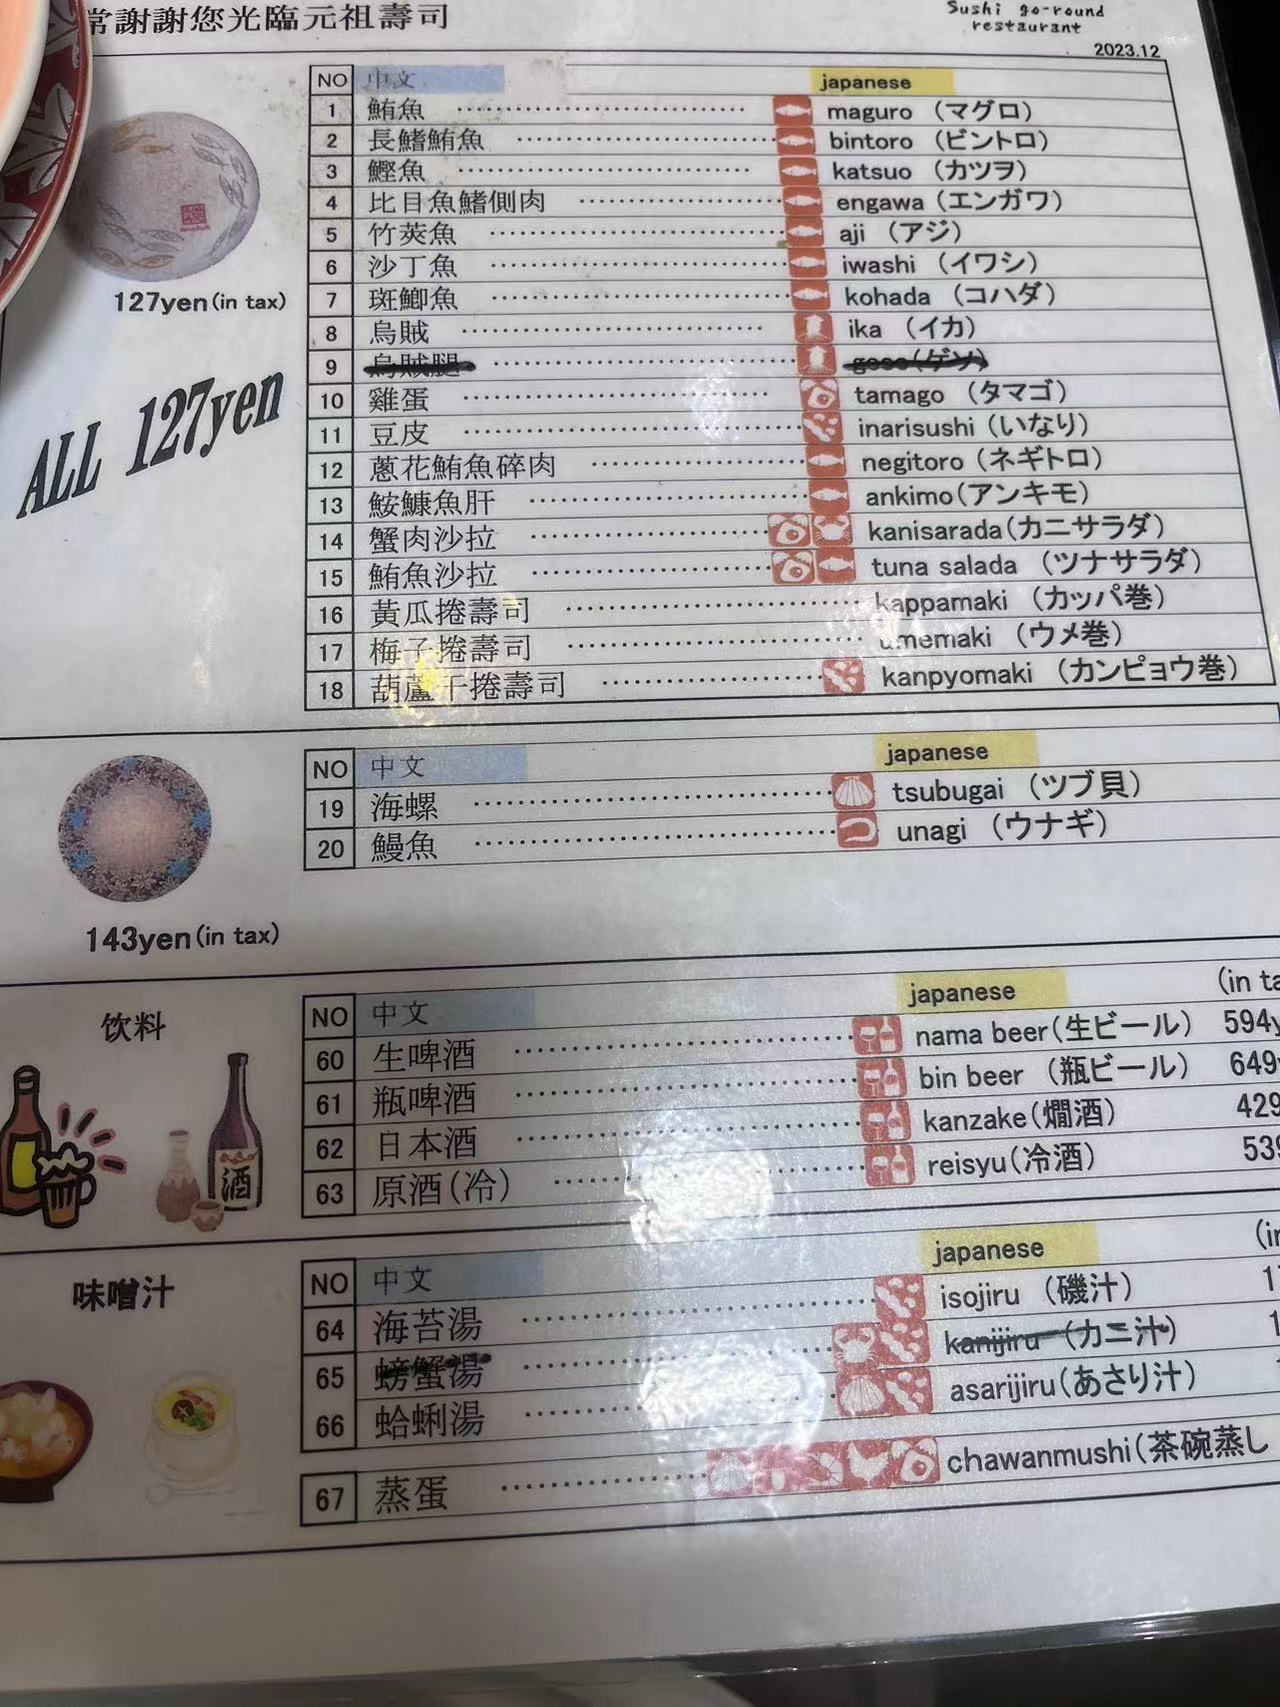 常謝謝您光臨元祖壽司
Sushi go-round
restaurant
2023.12
NO 中文 japanese
1 鮪魚 maguro （マグロ）
2 長鰭鮪魚 bintoro （ビントロ）
3 鰹魚 katsuo （カツヲ）
4 比目魚鰭側肉 engawa（エンガワ）
5 竹莢魚 aji （アジ）
6 沙丁魚 iwashi （イワシ）
7 斑鯽魚 kohada （コハダ）
8 烏賊 ika （イカ）
9 烏賊腿 geso（ゲソ）
10 雞蛋 tamago （タマゴ）
11 豆皮 inarisushi（いなり）
12 蔥花鮪魚碎肉 negitoro（ネギトロ）
13 鮟鱇魚肝 ankimo（アンキモ）
14 蟹肉沙拉 kanisarada（カニサラダ）
15 鮪魚沙拉 tuna salada （ツナサラダ）
16 黃瓜捲壽司 kappamaki （カッパ巻）
17 梅子捲壽司 umemaki （ウメ巻）
18 葫蘆干捲壽司 kanpyomaki （カンピョウ巻）
127yen(in tax)
ALL 127yen
NO 中文 japanese
19 海螺 tsubugai （ツブ貝）
20 鰻魚 unagi （ウナギ）
143yen(in tax)
饮料
NO 中文 japanese (in ta
60 生啤酒 nama beer（生ビール） 594y
61 瓶啤酒 bin beer （瓶ビール） 649
62 日本酒 kanzake（燗酒） 429
63 原酒（冷） reisyu（冷酒） 539
酒
味噌汁
NO 中文 japanese (in
64 海苔湯 isojiru （磯汁） 1
65 螃蟹湯 kanijiru （カニ汁） 1
66 蛤蜊湯 asarijiru（あさり汁）
67 蒸蛋 chawanmushi（茶碗蒸し